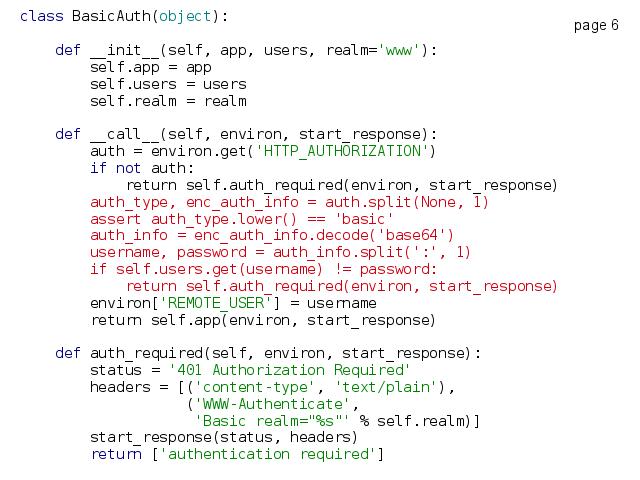 class BasicAuth(object):
page 6
    def __init__(self, app, users, realm='www'):
        self.app = app
        self.users = users
        self.realm = realm
    def __call__(self, environ, start_response):
        auth = environ.get('HTTP_AUTHORIZATION')
        if not auth:
            return self.auth_required(environ, start_response)
        auth_type, enc_auth_info = auth.split(None, 1)
        assert auth_type.lower() == 'basic'
        auth_info = enc_auth_info.decode('base64')
        username, password = auth_info.split(':', 1)
        if self.users.get(username) != password:
            return self.auth_required(environ, start_response)
        environ['REMOTE_USER'] = username
        return self.app(environ, start_response)
    def auth_required(self, environ, start_response):
        status = '401 Authorization Required'
        headers = [('content-type', 'text/plain'),
                   ('WWW-Authenticate',
                    'Basic realm="%s"' % self.realm)]
        start_response(status, headers)
        return ['authentication required']